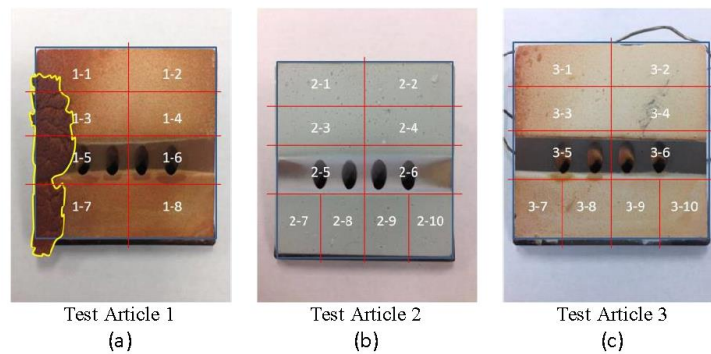 1-1 1-2
1-3 1-4
1-5 1-6
1-7 1-8
2-1 2-2
2-3 2-4
2-5 2-6
2-7 2-8 2-9 2-10
3-1 3-2
3-3 3-4
3-5 3-6
3-7 3-8 3-9 3-10
Test Article 1 Test Article 2 Test Article 3
(a) (b) (c)